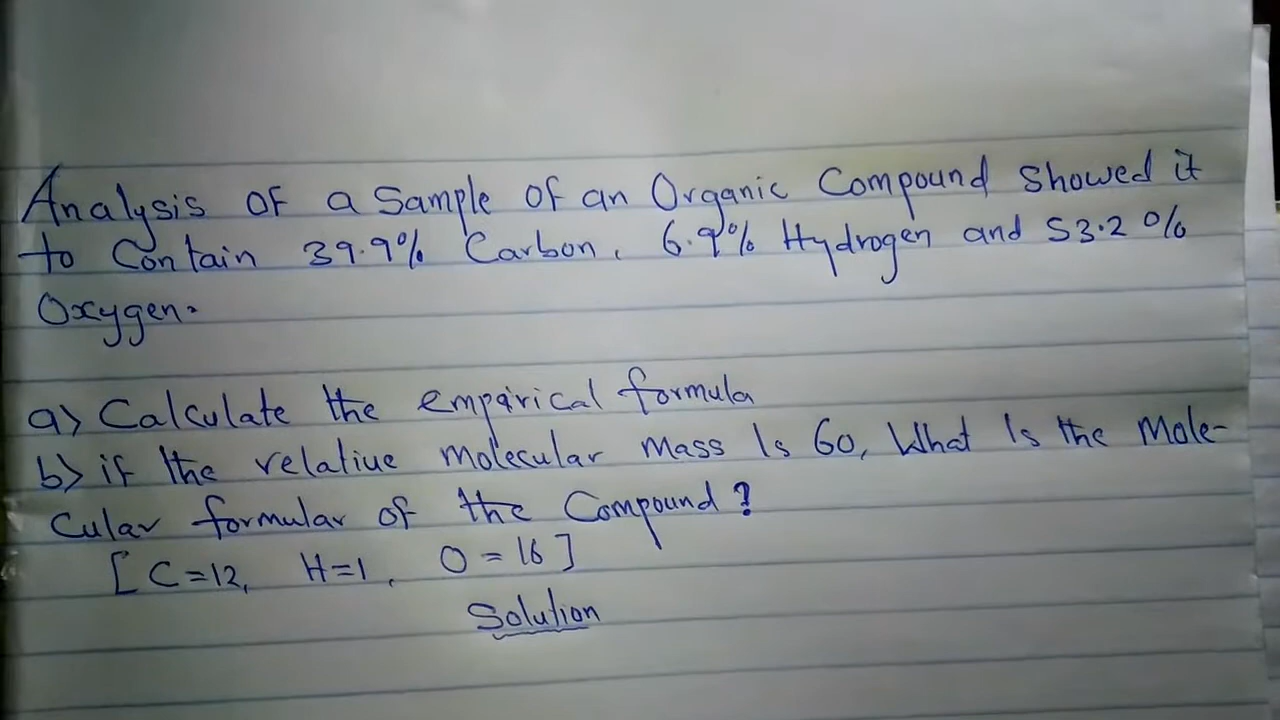 Analysis of a Sample of an Organic Compound Showed it
to Contain 39.9% Carbon, 6.9% Hydrogen and 53.2%
Oxygen.
a) Calculate the empirical formula
b) if the relative molecular mass Is 60, What Is the Mole-
cular formular of the Compound?
[C=12, H=1, O=16]
Solution